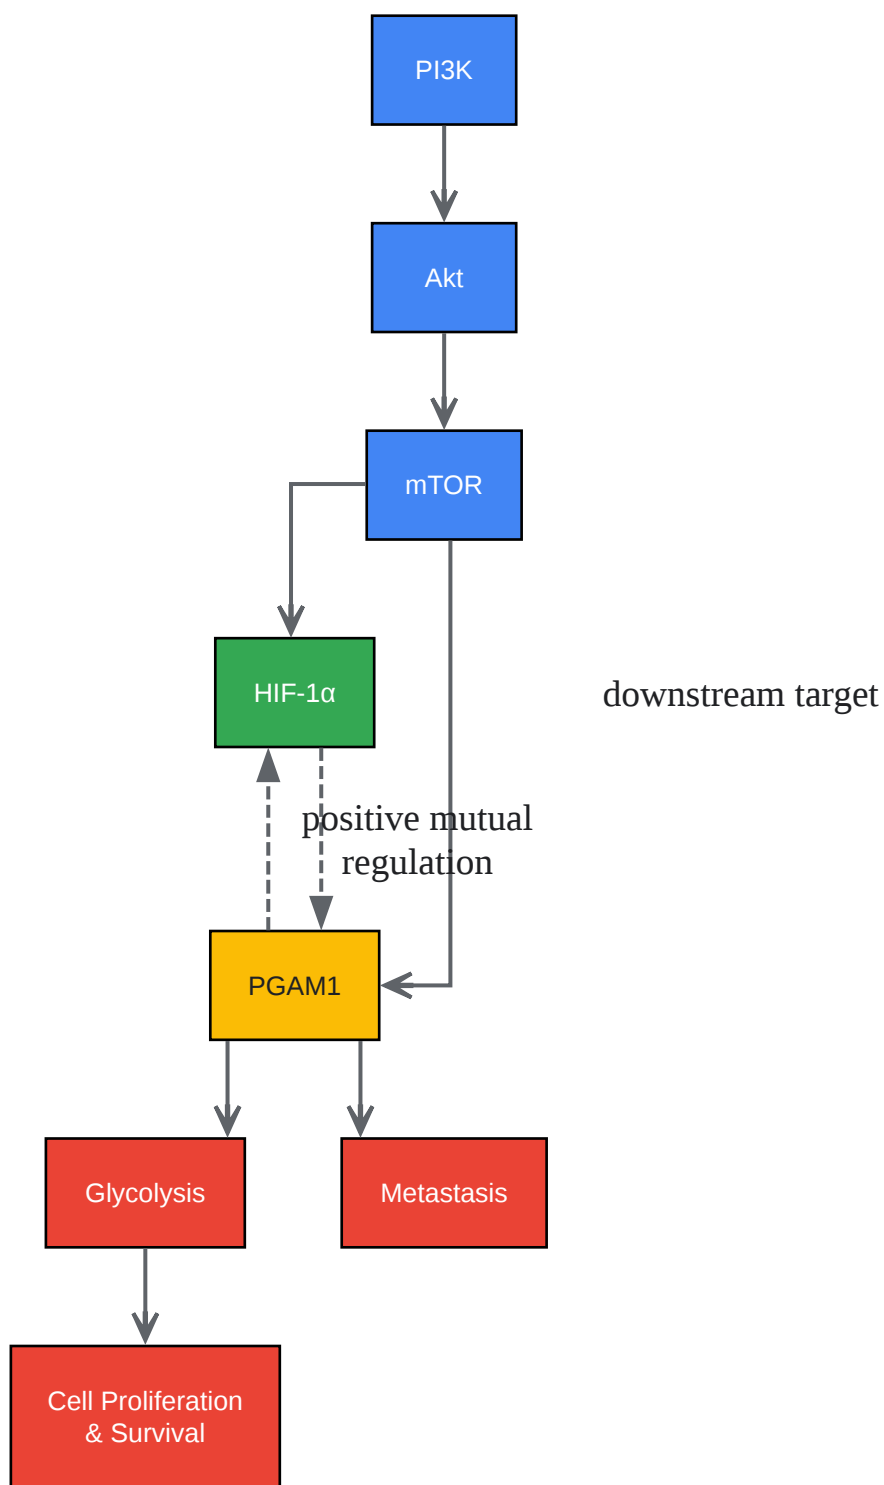 PI3K
Akt
mTOR
HIF-1α
downstream target
positive mutual
regulation
PGAM1
Glycolysis
Metastasis
Cell Proliferation
& Survival